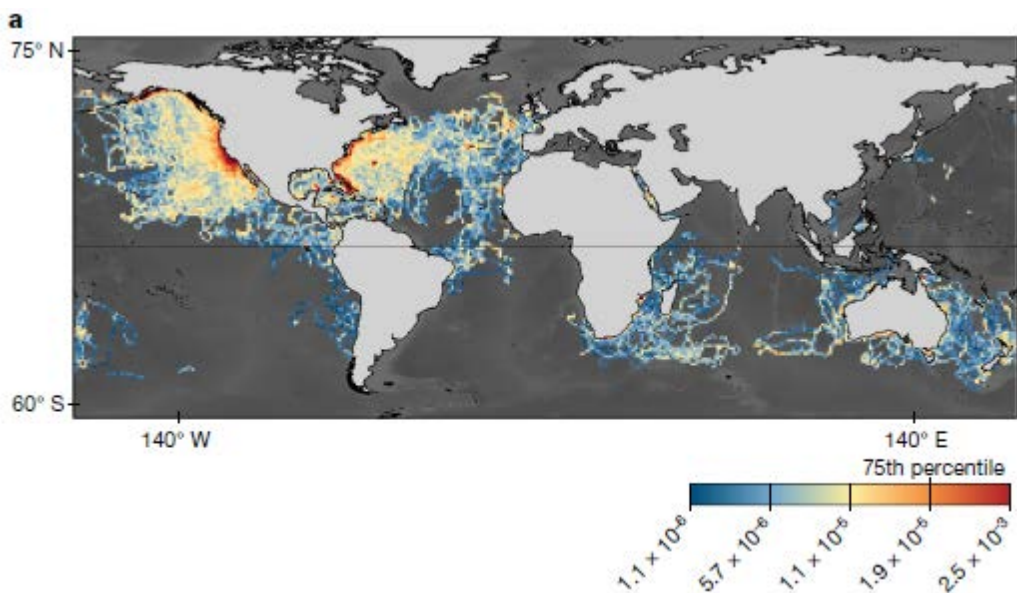 a
75° N
60° S
140° W
140° E
75th percentile
1.1 × 10⁻⁶
5.7 × 10⁻⁶
1.1 × 10⁻⁵
1.9 × 10⁻⁵
2.5 × 10⁻³